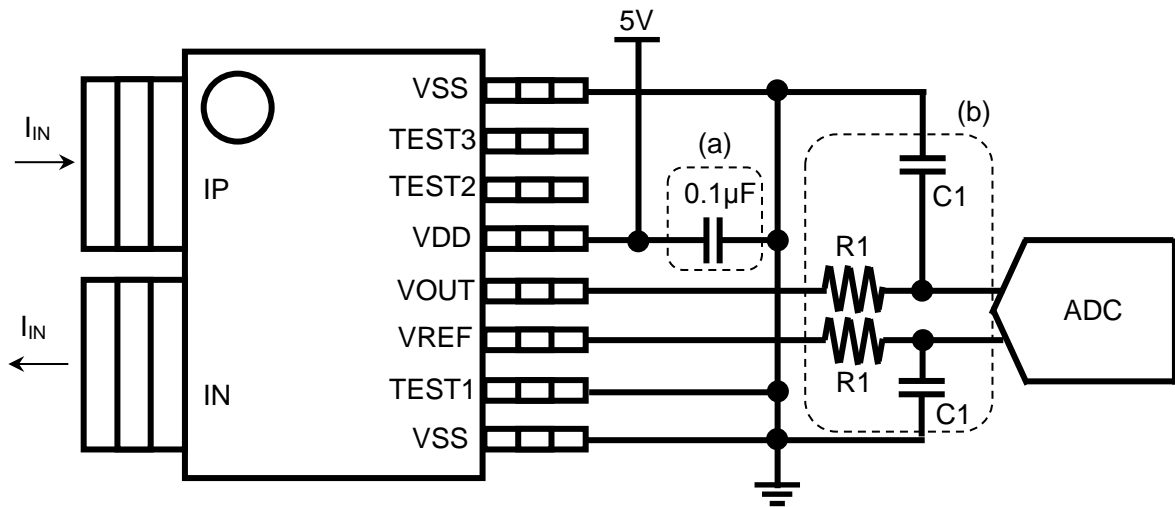 5V
VSS
TEST3
TEST2
VDD
VOUT
VREF
TEST1
VSS
I_IN
IP
I_IN
IN
(a)
0.1µF
(b)
C1
R1
R1
C1
ADC